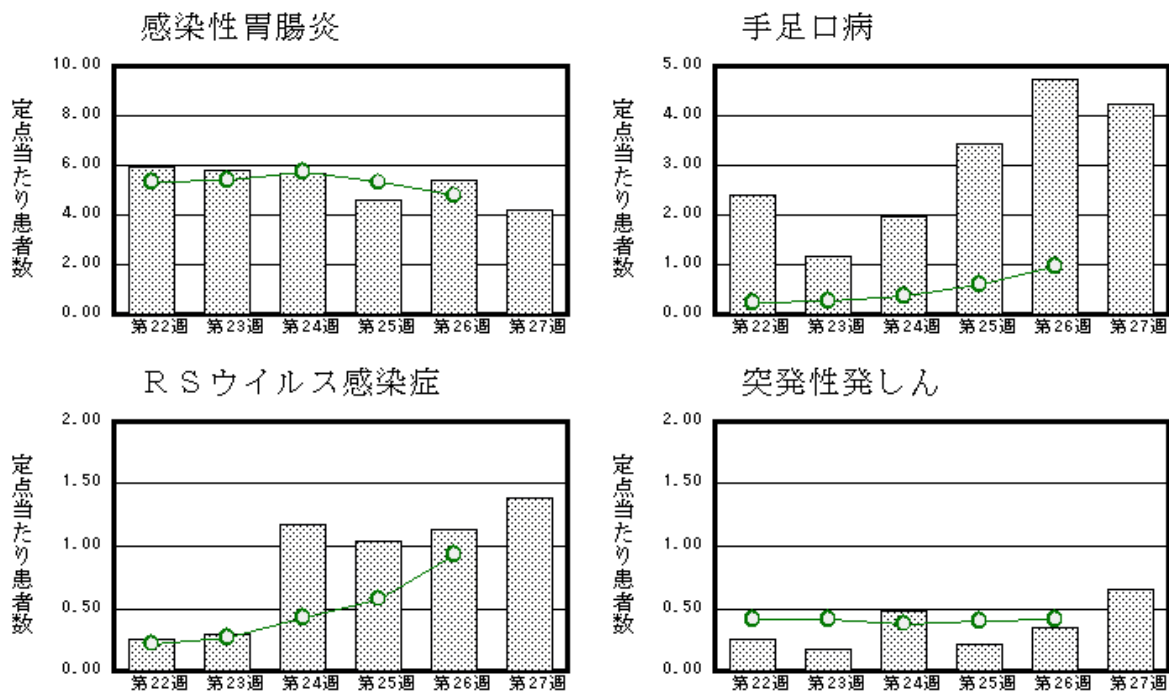 感染性胃腸炎
定点当たり患者数
10.00
8.00
6.00
4.00
2.00
0.00
第22週 第23週 第24週 第25週 第26週 第27週
手足口病
定点当たり患者数
5.00
4.00
3.00
2.00
1.00
0.00
第22週 第23週 第24週 第25週 第26週 第27週
ＲＳウイルス感染症
定点当たり患者数
2.00
1.50
1.00
0.50
0.00
第22週 第23週 第24週 第25週 第26週 第27週
突発性発しん
定点当たり患者数
2.00
1.50
1.00
0.50
0.00
第22週 第23週 第24週 第25週 第26週 第27週